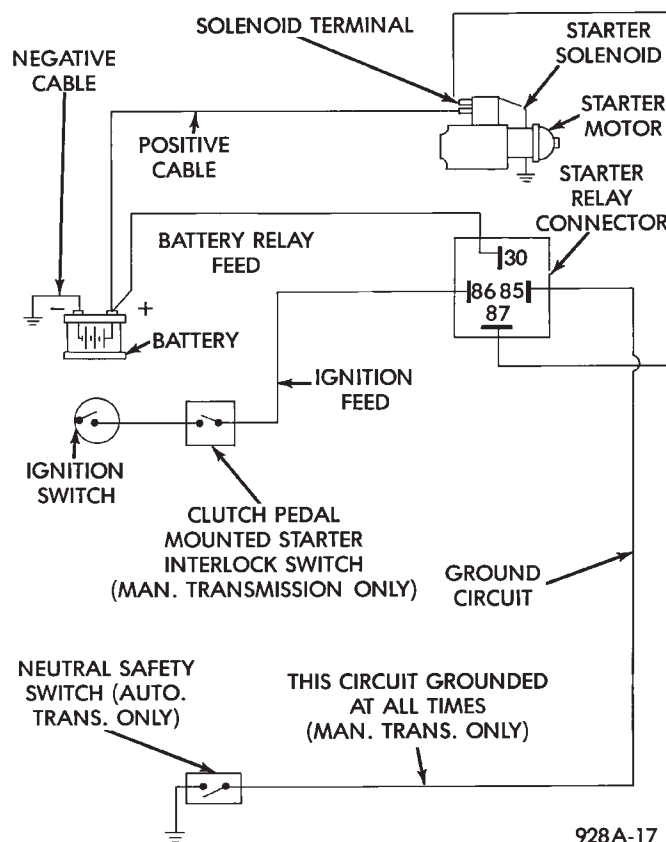 SOLENOID TERMINAL
STARTER
SOLENOID
NEGATIVE
CABLE
STARTER
MOTOR
POSITIVE
CABLE
STARTER
RELAY
CONNECTOR
BATTERY RELAY
FEED
30
86 85
87
-
+
BATTERY
IGNITION
FEED
IGNITION
SWITCH
CLUTCH PEDAL
MOUNTED STARTER
INTERLOCK SWITCH
(MAN. TRANSMISSION ONLY)
GROUND
CIRCUIT
NEUTRAL SAFETY
SWITCH (AUTO.
TRANS. ONLY)
THIS CIRCUIT GROUNDED
AT ALL TIMES
(MAN. TRANS. ONLY)
928A-17